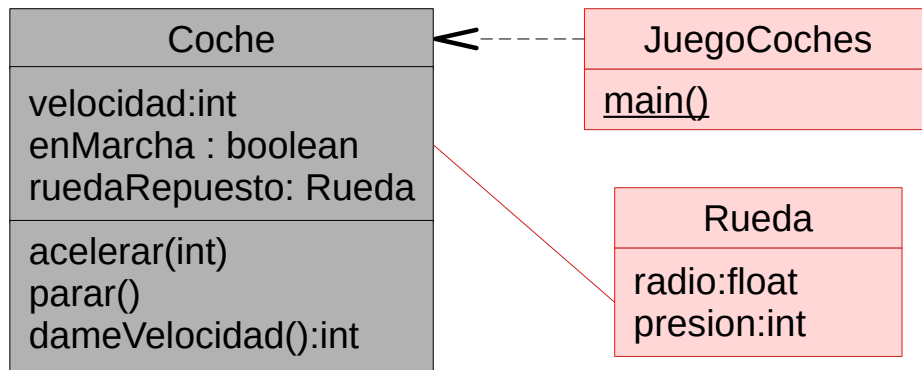 Coche
velocidad:int
enMarcha : boolean
ruedaRepuesto: Rueda
acelerar(int)
parar()
dameVelocidad():int
JuegoCoches
main()
Rueda
radio:float
presion:int